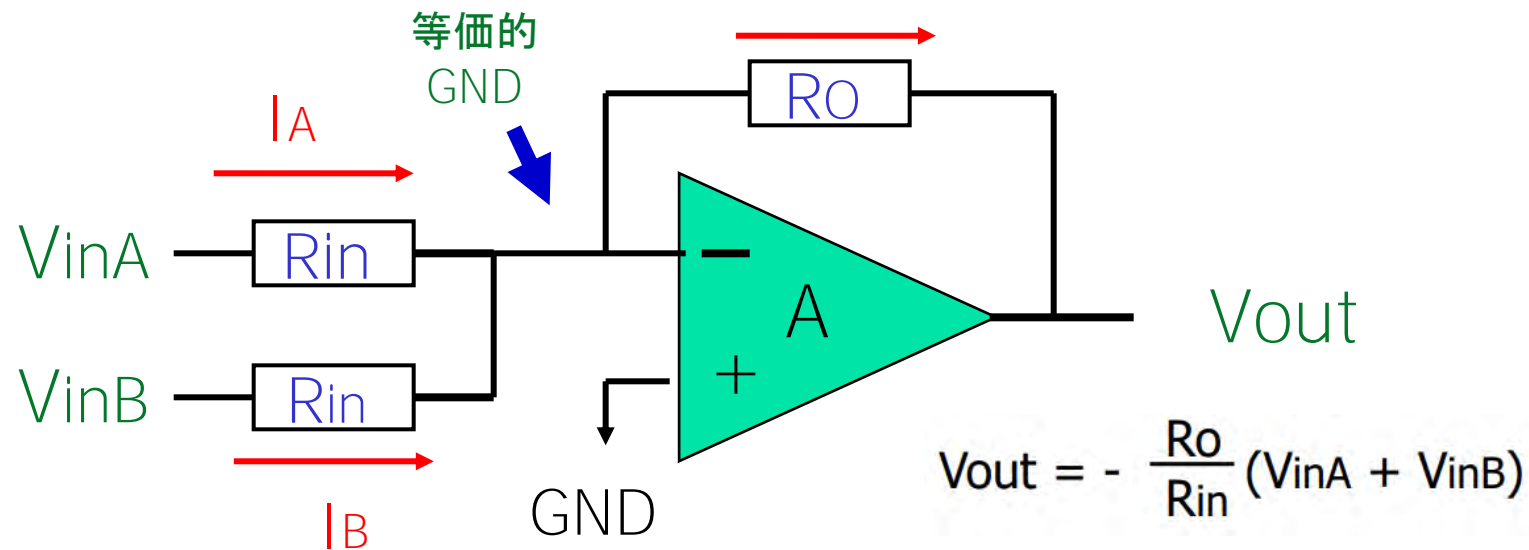 等価的
GND
Ro
IA
VinA
Rin
−
A
Vout
VinB
Rin
+
IB
GND
Vout = - Ro/Rin (VinA + VinB)